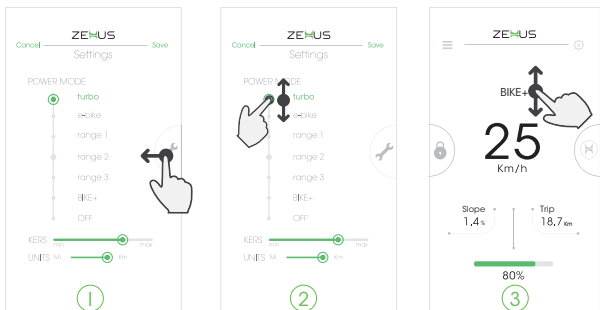 ZEHUS
Cancel Save
Settings
POWER MODE
turbo
e-bike
range 1
range 2
range 3
BIKE+
OFF
KERS
min max
UNITS MI Km
1
ZEHUS
Cancel Save
Settings
POWER MODE
turbo
e-bike
range 1
range 2
range 3
BIKE+
OFF
KERS
min max
UNITS MI Km
2
ZEHUS
BIKE+
25
Km/h
Slope Trip
1.4% 18.7Km
80%
3